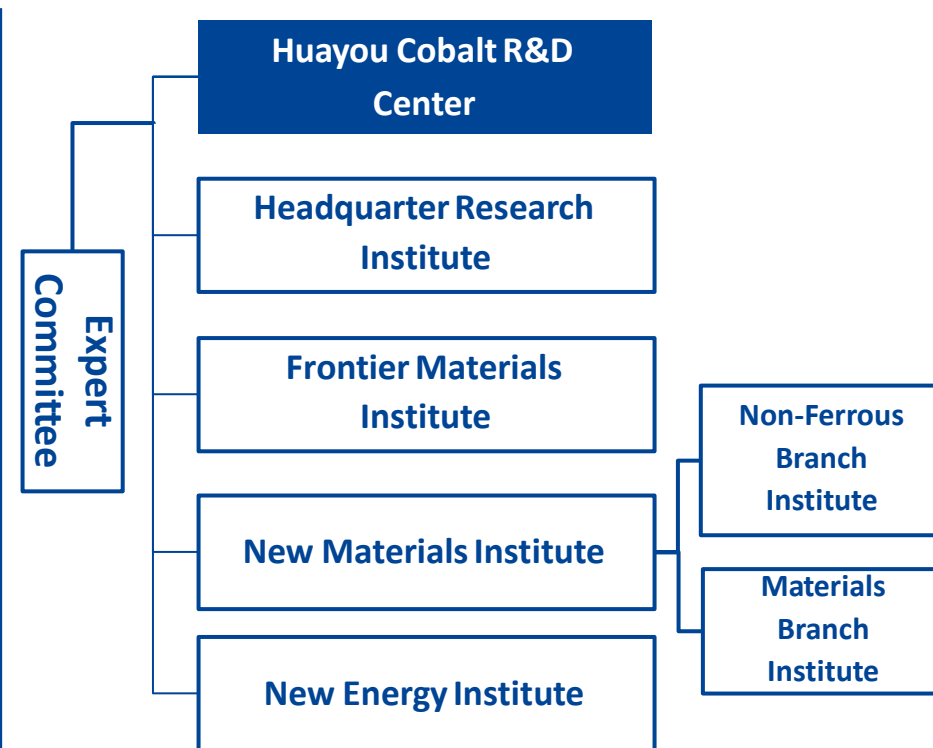 Huayou Cobalt R&D
Center
Headquarter Research
Institute
Expert
Committee
Frontier Materials
Institute
Non-Ferrous
Branch
Institute
New Materials Institute
Materials
Branch
Institute
New Energy Institute